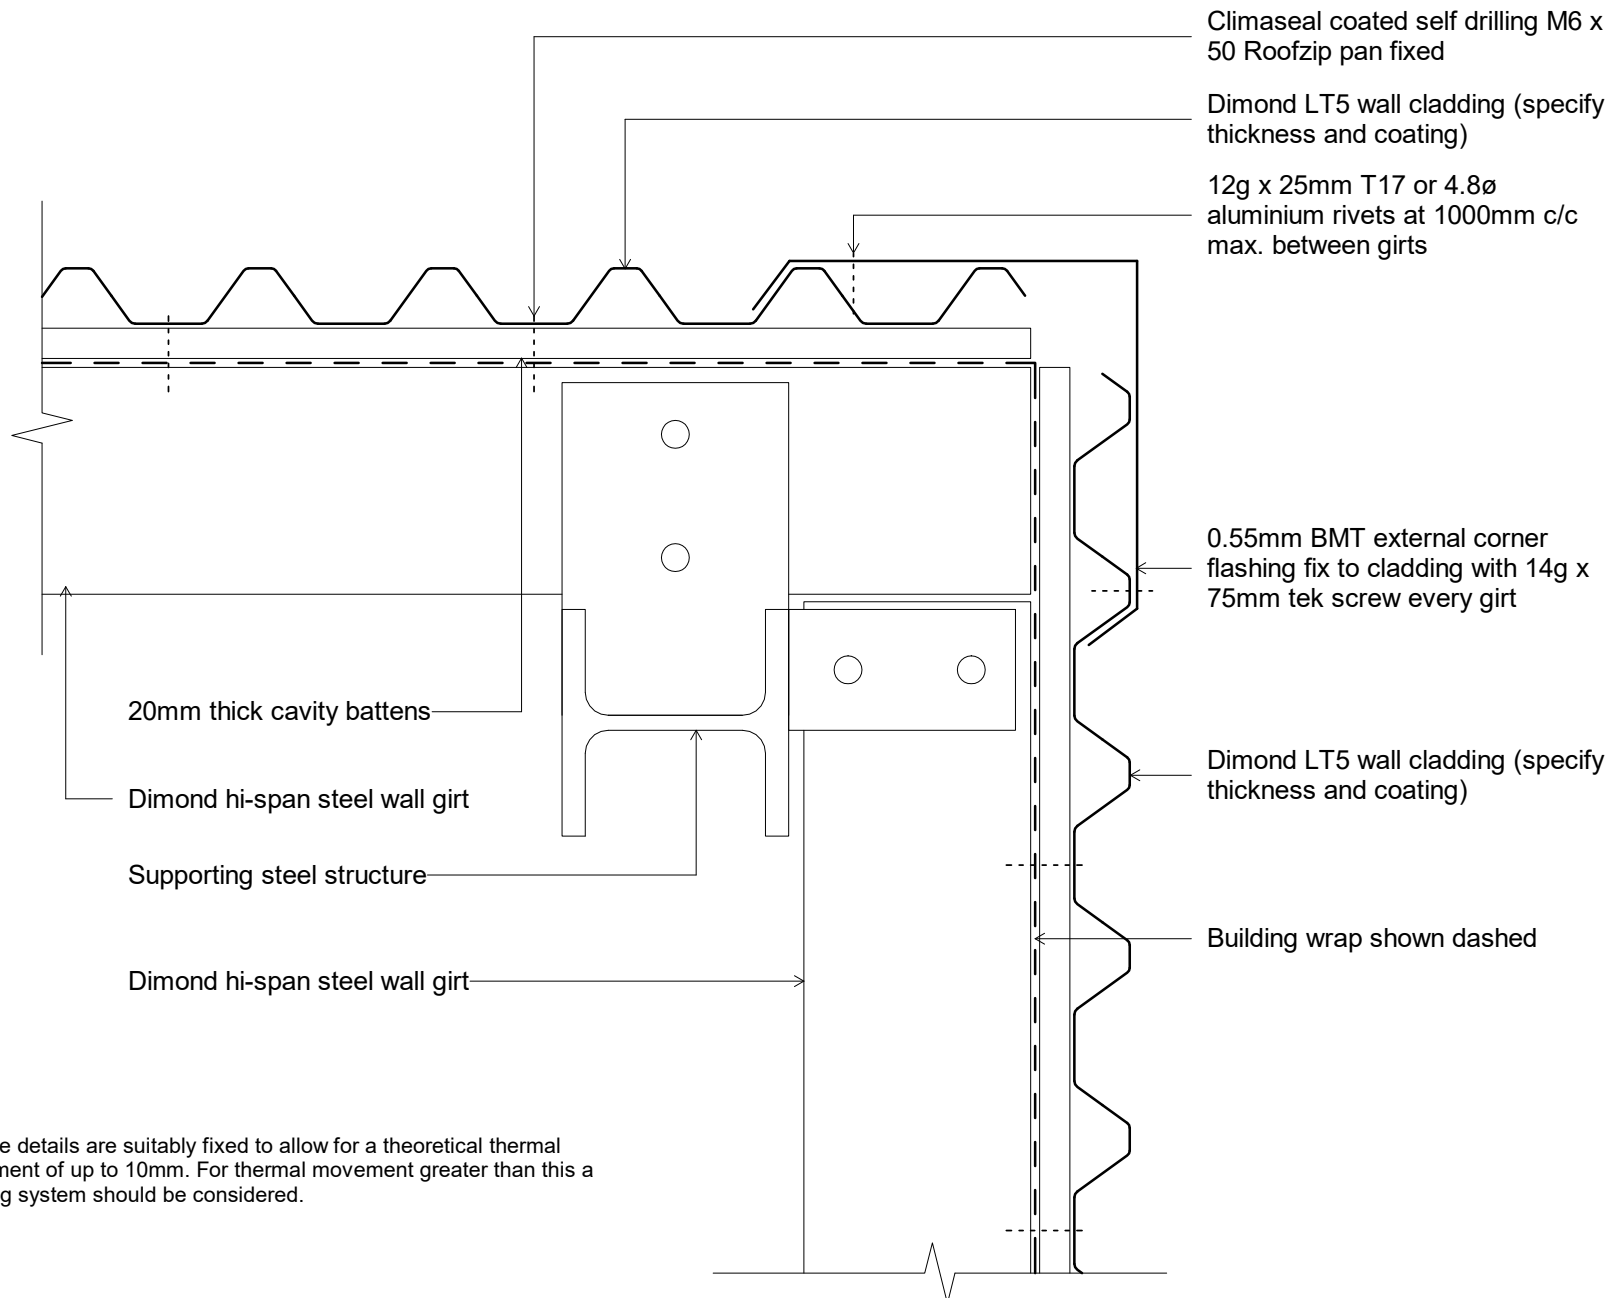 Climaseal coated self drilling M6 x
50 Roofzip pan fixed
Dimond LT5 wall cladding (specify
thickness and coating)
12g x 25mm T17 or 4.8ø
aluminium rivets at 1000mm c/c
max. between girts
0.55mm BMT external corner
flashing fix to cladding with 14g x
75mm tek screw every girt
20mm thick cavity battens
Dimond LT5 wall cladding (specify
thickness and coating)
Dimond hi-span steel wall girt
Supporting steel structure
Building wrap shown dashed
Dimond hi-span steel wall girt
details are suitably fixed to allow for a theoretical thermal
of up to 10mm. For thermal movement greater than this a
system should be considered.